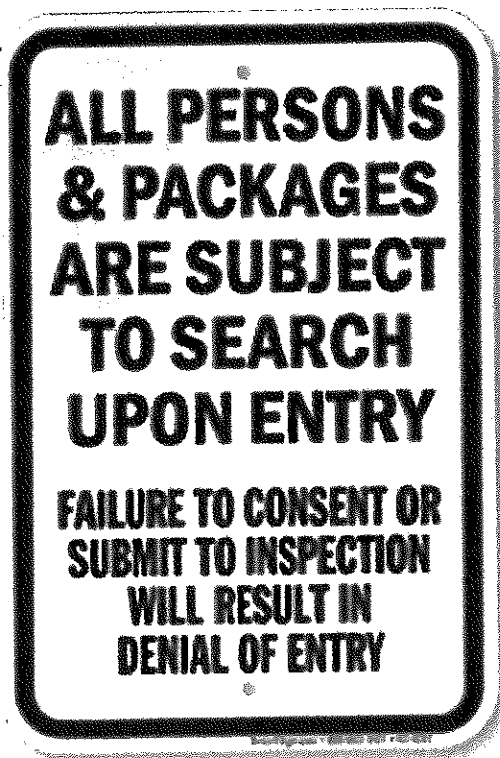 ALL PERSONS
& PACKAGES
ARE SUBJECT
TO SEARCH
UPON ENTRY
FAILURE TO CONSENT OR
SUBMIT TO INSPECTION
WILL RESULT IN
DENIAL OF ENTRY